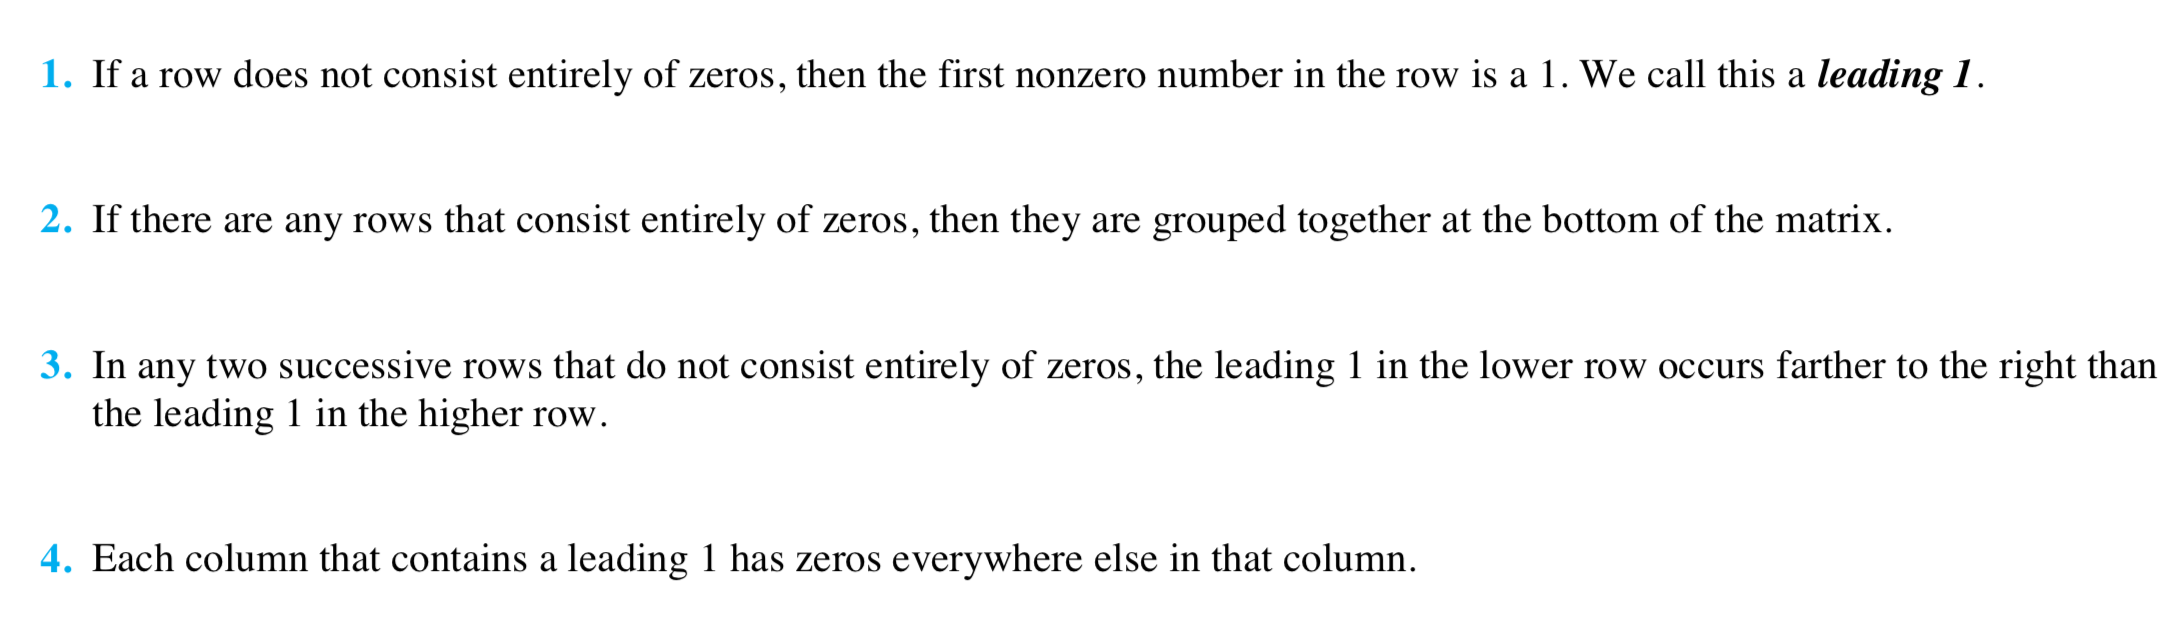 1. If a row does not consist entirely of zeros, then the first nonzero number in the row is a 1. We call this a leading 1.
2. If there are any rows that consist entirely of zeros, then they are grouped together at the bottom of the matrix.
3. In any two successive rows that do not consist entirely of zeros, the leading 1 in the lower row occurs farther to the right than
the leading 1 in the higher row.
4. Each column that contains a leading 1 has zeros everywhere else in that column.